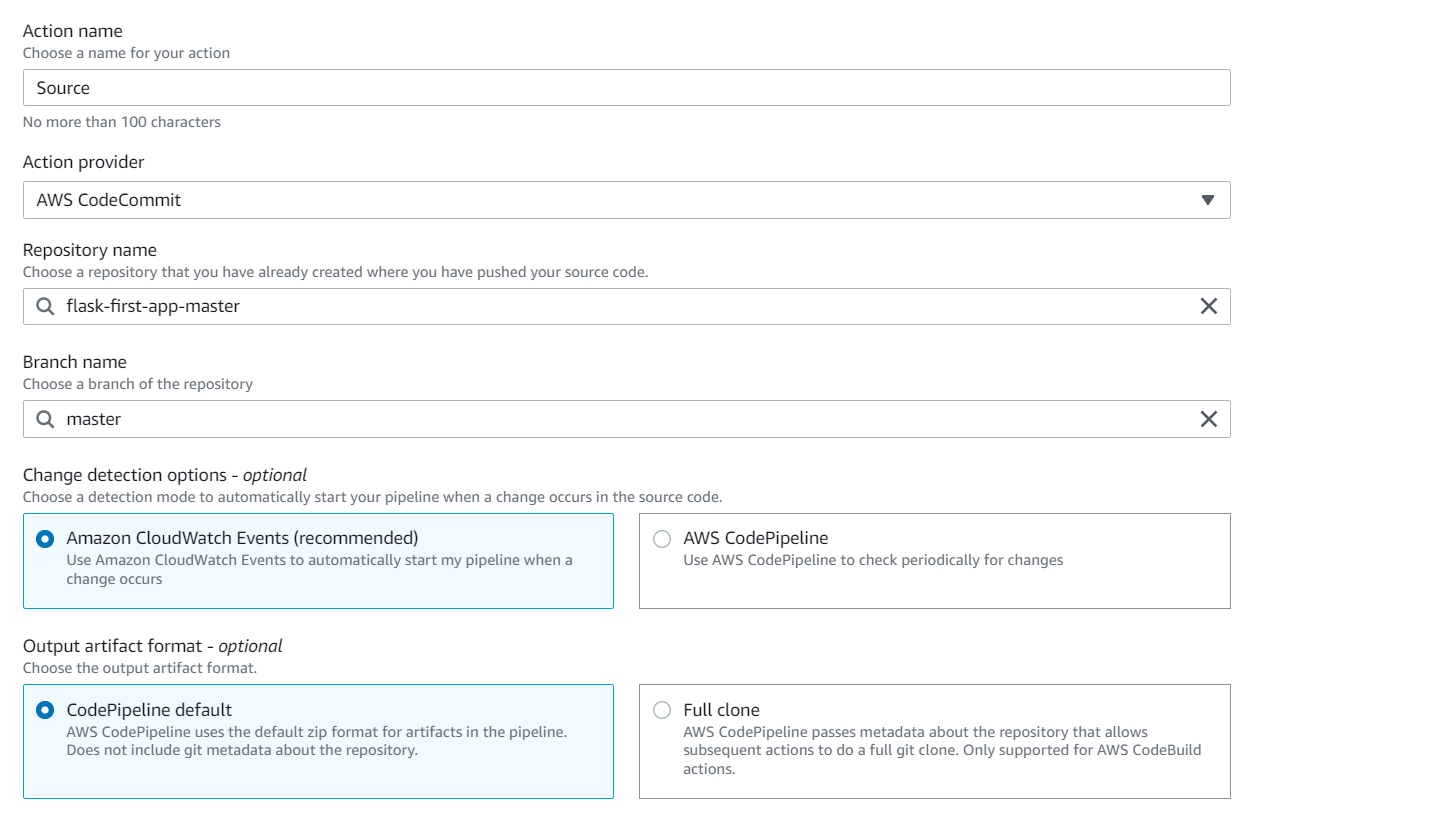 Action name
Choose a name for your action
Source
No more than 100 characters
Action provider
AWS CodeCommit
Repository name
Choose a repository that you have already created where you have pushed your source code.
flask-first-app-master
Branch name
Choose a branch of the repository
master
Change detection options - optional
Choose a detection mode to automatically start your pipeline when a change occurs in the source code.
Amazon CloudWatch Events (recommended)
Use Amazon CloudWatch Events to automatically start my pipeline when a
change occurs
AWS CodePipeline
Use AWS CodePipeline to check periodically for changes
Output artifact format - optional
Choose the output artifact format.
CodePipeline default
AWS CodePipeline uses the default zip format for artifacts in the pipeline.
Does not include git metadata about the repository.
Full clone
AWS CodePipeline passes metadata about the repository that allows
subsequent actions to do a full git clone. Only supported for AWS CodeBuild
actions.